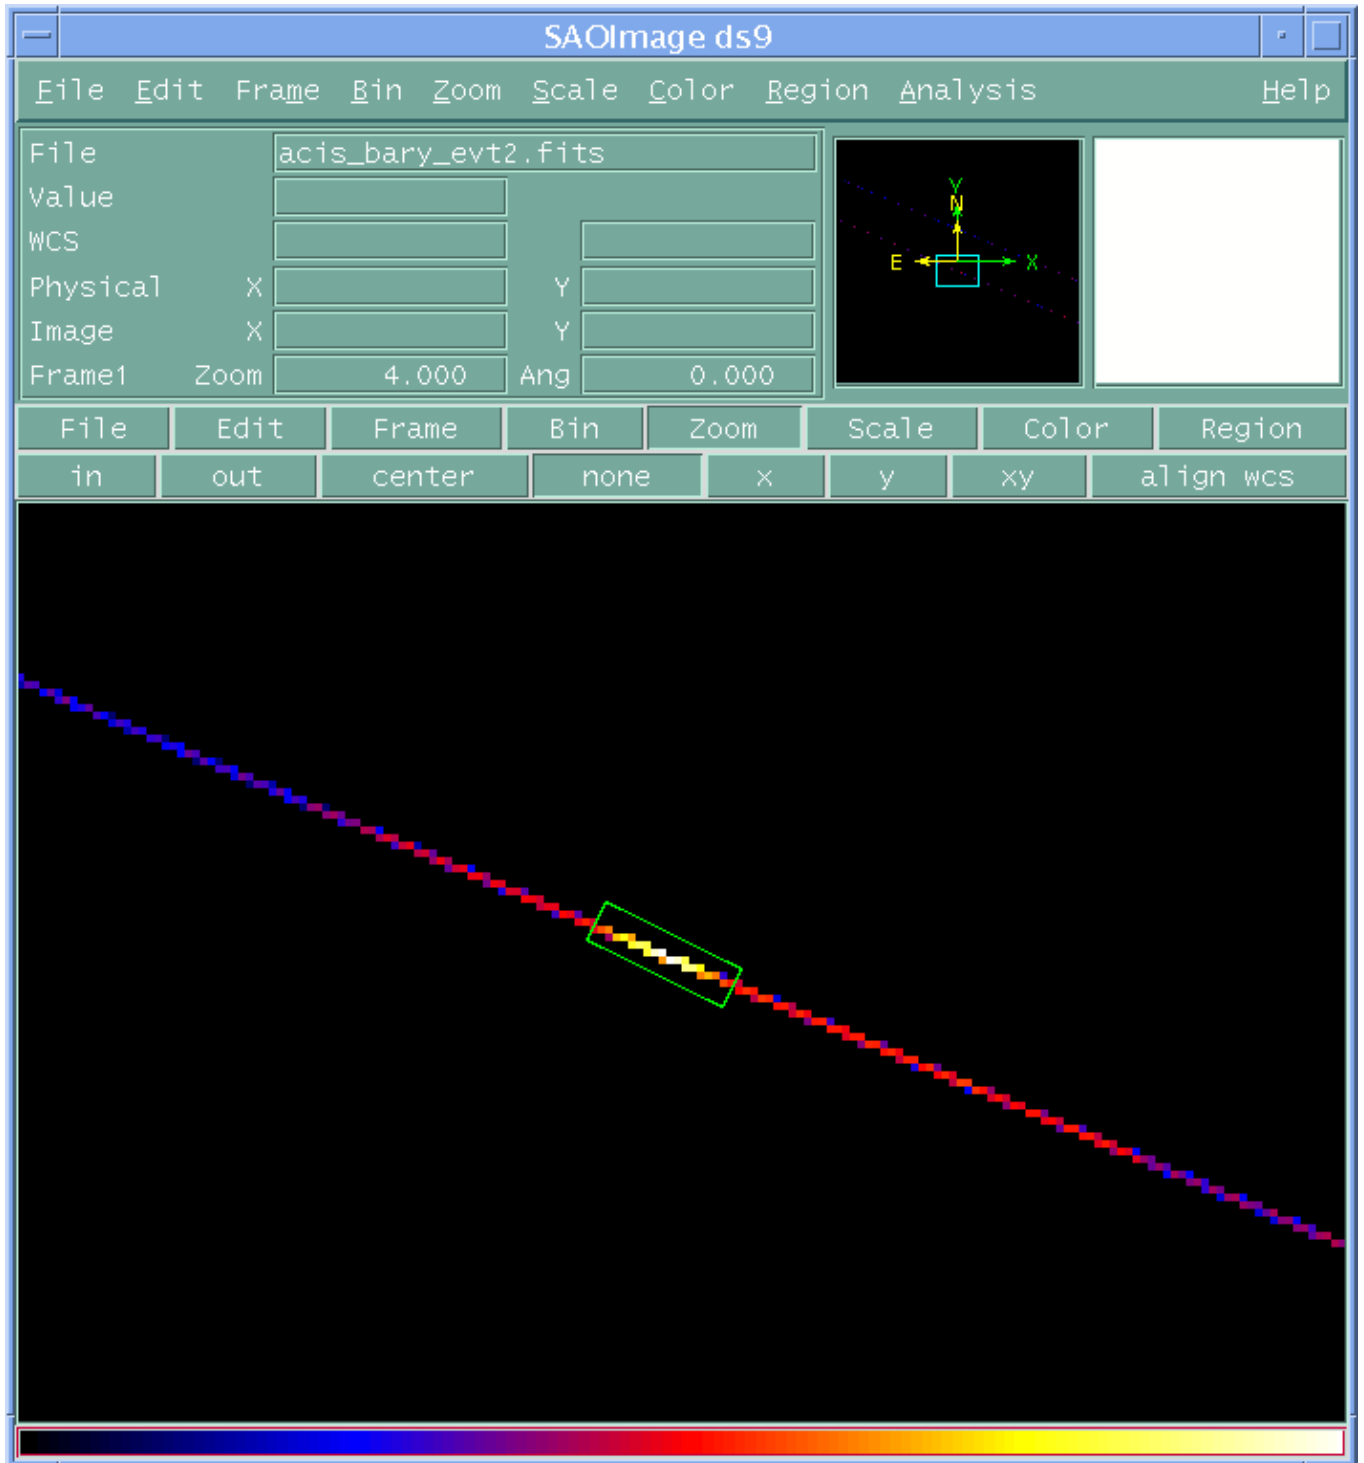 SAOImage ds9
File Edit Frame Bin Zoom Scale Color Region Analysis Help
File acis_bary_evt2.fits
Value
WCS
Physical X Y
Image X Y
Frame1 Zoom 4.000 Ang 0.000
Y
N
E X
File Edit Frame Bin Zoom Scale Color Region
in out center none x y xy align wcs